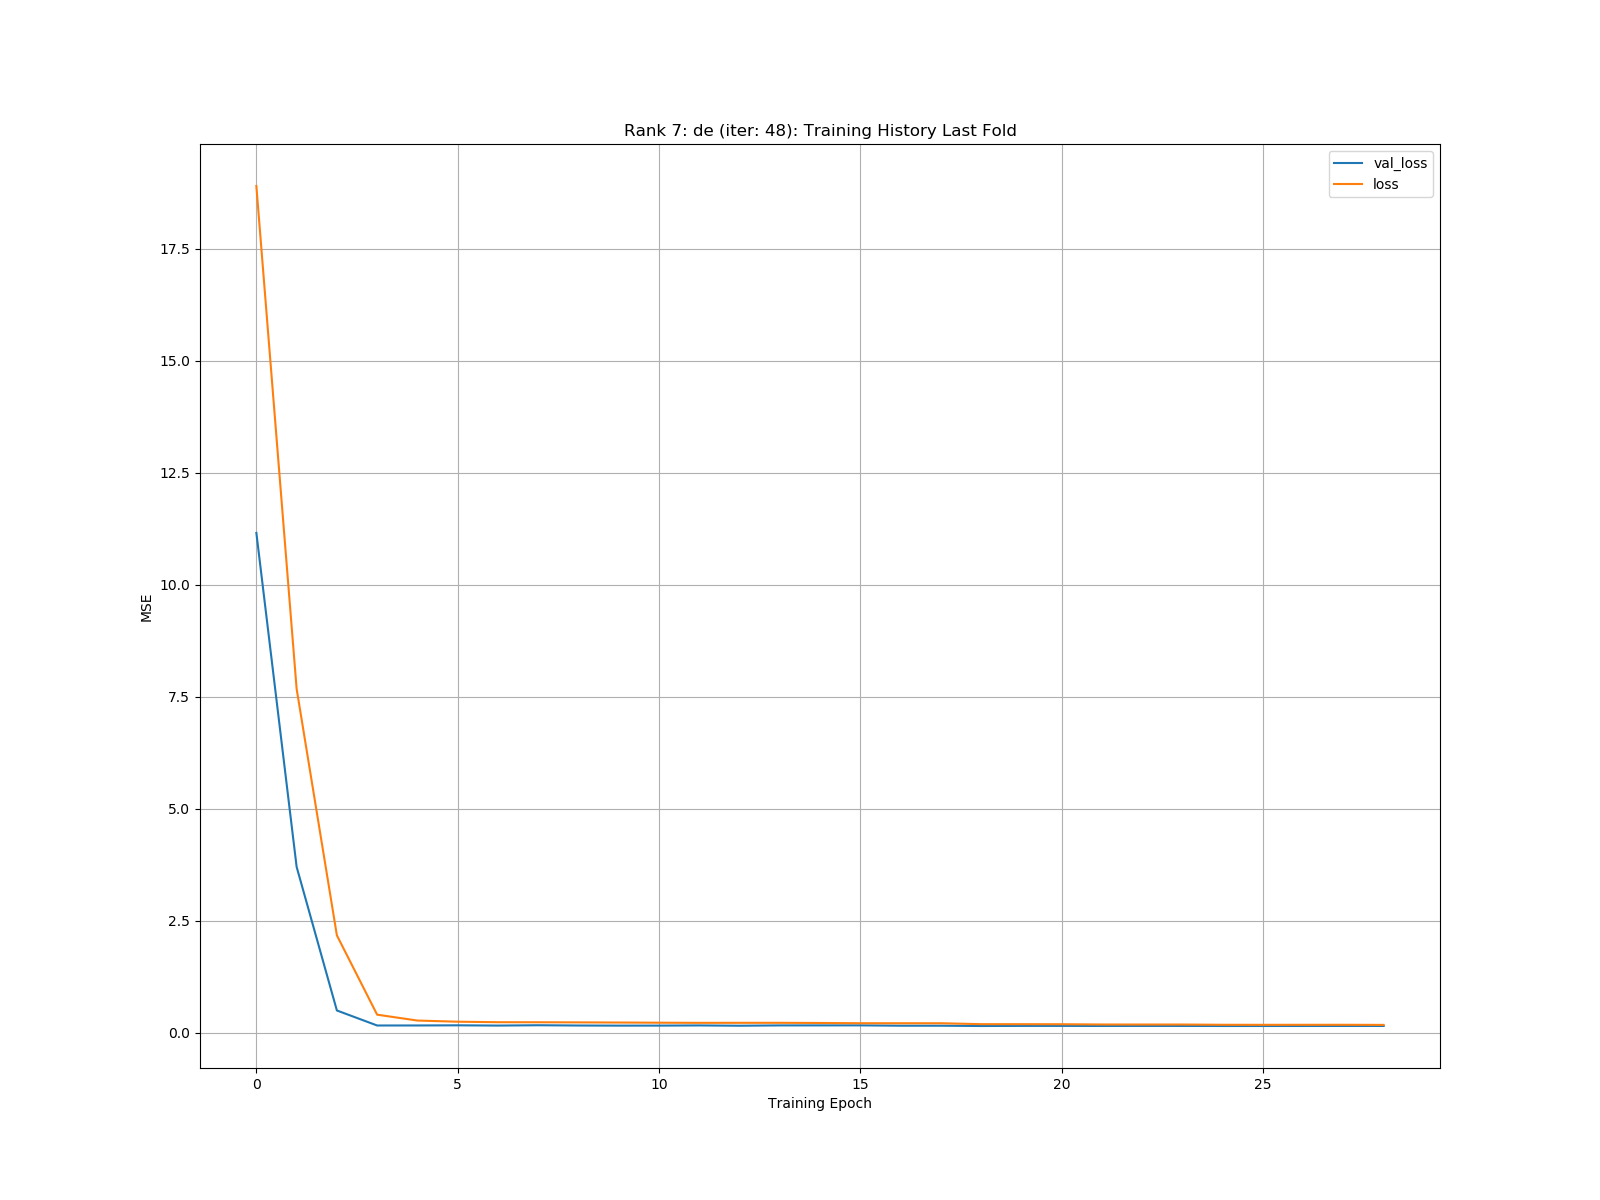 Rank 7: de (iter: 48): Training History Last Fold
val_loss
loss
17.5
15.0
12.5
10.0
7.5
5.0
2.5
0.0
MSE
0 5 10 15 20 25
Training Epoch